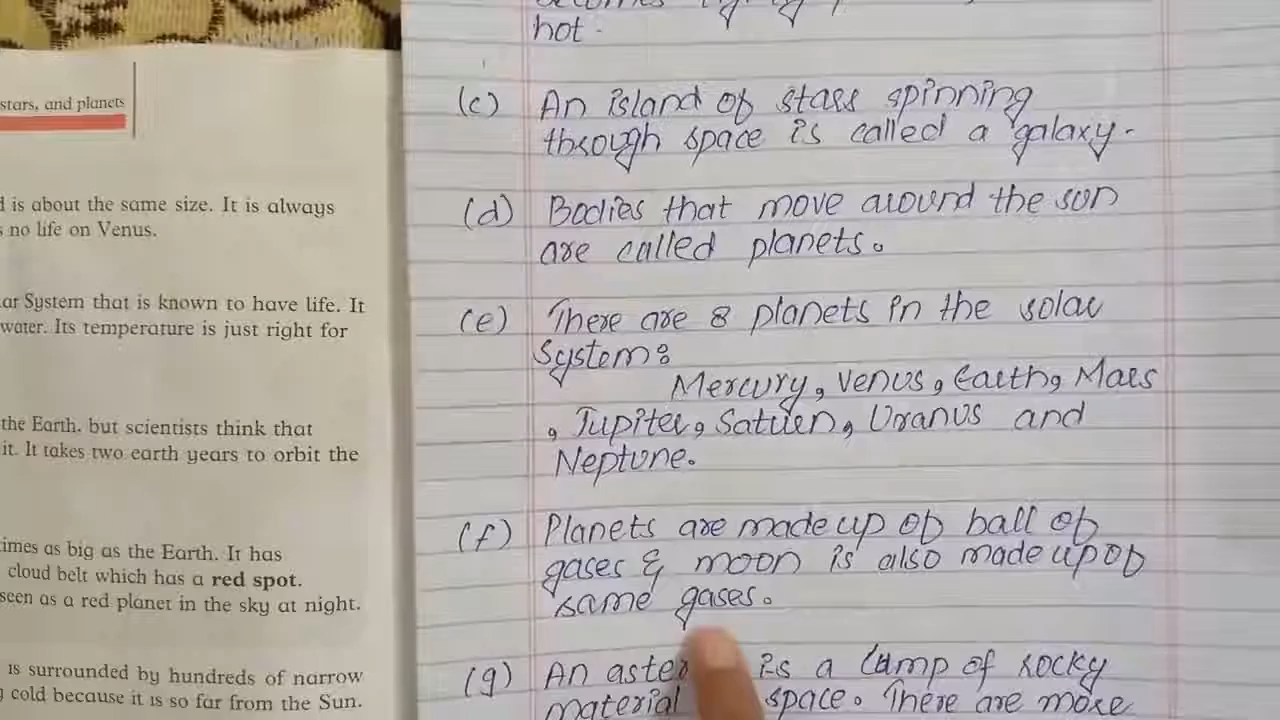 stars, and planets
is about the same size. It is always
no life on Venus.
ar System that is known to have life. It
water. Its temperature is just right for
the Earth, but scientists think that
it. It takes two earth years to orbit the
imes as big as the Earth. It has
cloud belt which has a red spot.
seen as a red planet in the sky at night.
is surrounded by hundreds of narrow
cold because it is so far from the Sun.
hot.
(c) An island of stars spinning
through space is called a galaxy.
(d) Bodies that move around the sun
are called planets.
(e) There are 8 planets in the solar
System:
Mercury, Venus, Earth, Mars
, Jupiter, Saturn, Uranus and
Neptune.
(f) Planets are made up of ball of
gases & moon is also made up of
same gases.
(g) An aste is a lump of rocky
material space. There are more